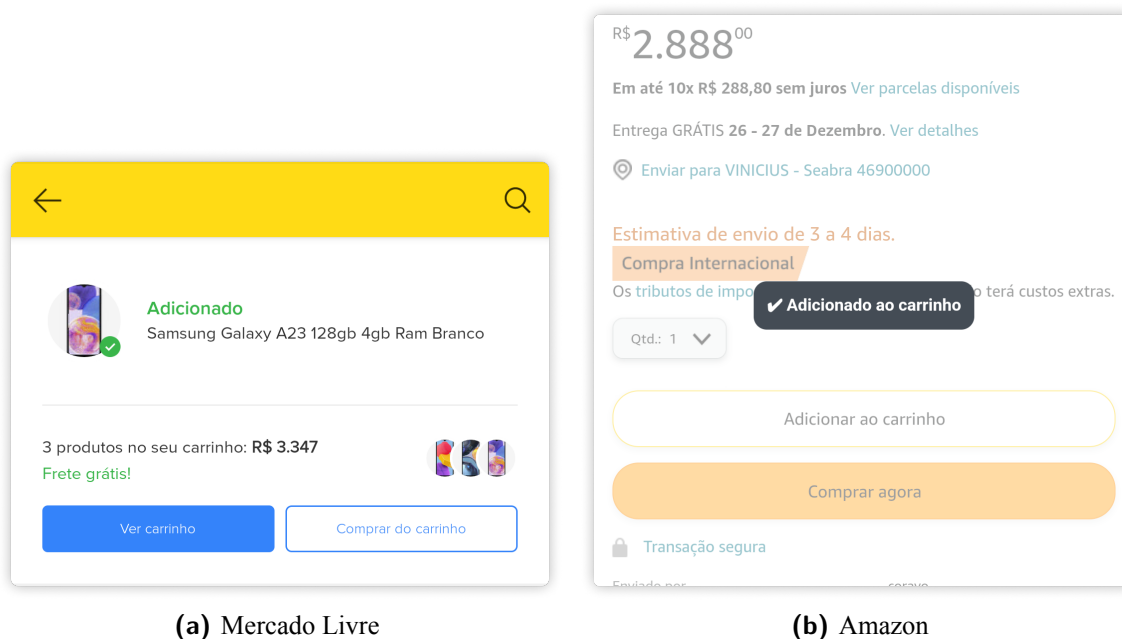 Adicionado
Samsung Galaxy A23 128gb 4gb Ram Branco
3 produtos no seu carrinho: R$ 3.347
Frete grátis!
Ver carrinho
Comprar do carrinho
(a) Mercado Livre
R$2.88800
Em até 10x R$ 288,80 sem juros Ver parcelas disponíveis
Entrega GRÁTIS 26 - 27 de Dezembro. Ver detalhes
Enviar para VINICIUS - Seabra 46900000
Estimativa de envio de 3 a 4 dias.
Compra Internacional
Os tributos de impo o terá custos extras.
✔ Adicionado ao carrinho
Qtd.: 1
Adicionar ao carrinho
Comprar agora
Transação segura
(b) Amazon